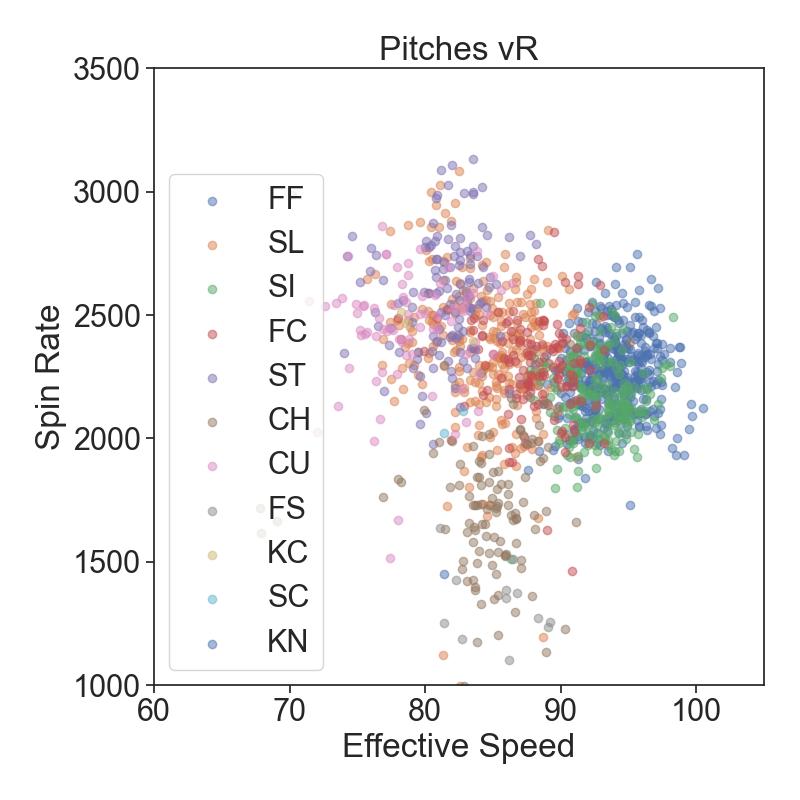 Pitches vR
3500
3000
2500
2000
1500
1000
Spin Rate
FF
SL
SI
FC
ST
CH
CU
FS
KC
SC
KN
60
70
80
90
100
Effective Speed